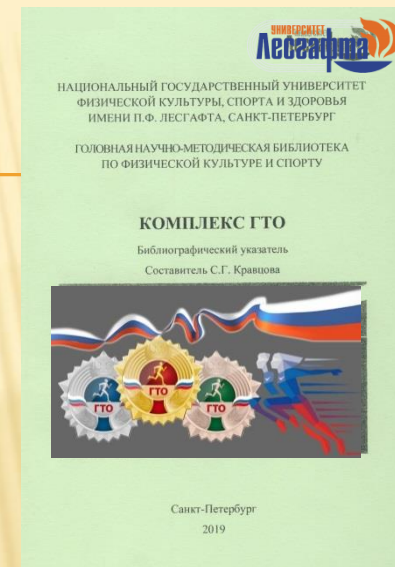 УНИВЕРСИТЕТ
Лесгафта
НАЦИОНАЛЬНЫЙ ГОСУДАРСТВЕННЫЙ УНИВЕРСИТЕТ
ФИЗИЧЕСКОЙ КУЛЬТУРЫ, СПОРТА И ЗДОРОВЬЯ
ИМЕНИ П.Ф. ЛЕСГАФТА, САНКТ-ПЕТЕРБУРГ
ГОЛОВНАЯ НАУЧНО-МЕТОДИЧЕСКАЯ БИБЛИОТЕКА
ПО ФИЗИЧЕСКОЙ КУЛЬТУРЕ И СПОРТУ
КОМПЛЕКС ГТО
Библиографический указатель
Составитель С.Г. Кравцова
ГТО
ГТО
ГТО
Санкт-Петербург
2019